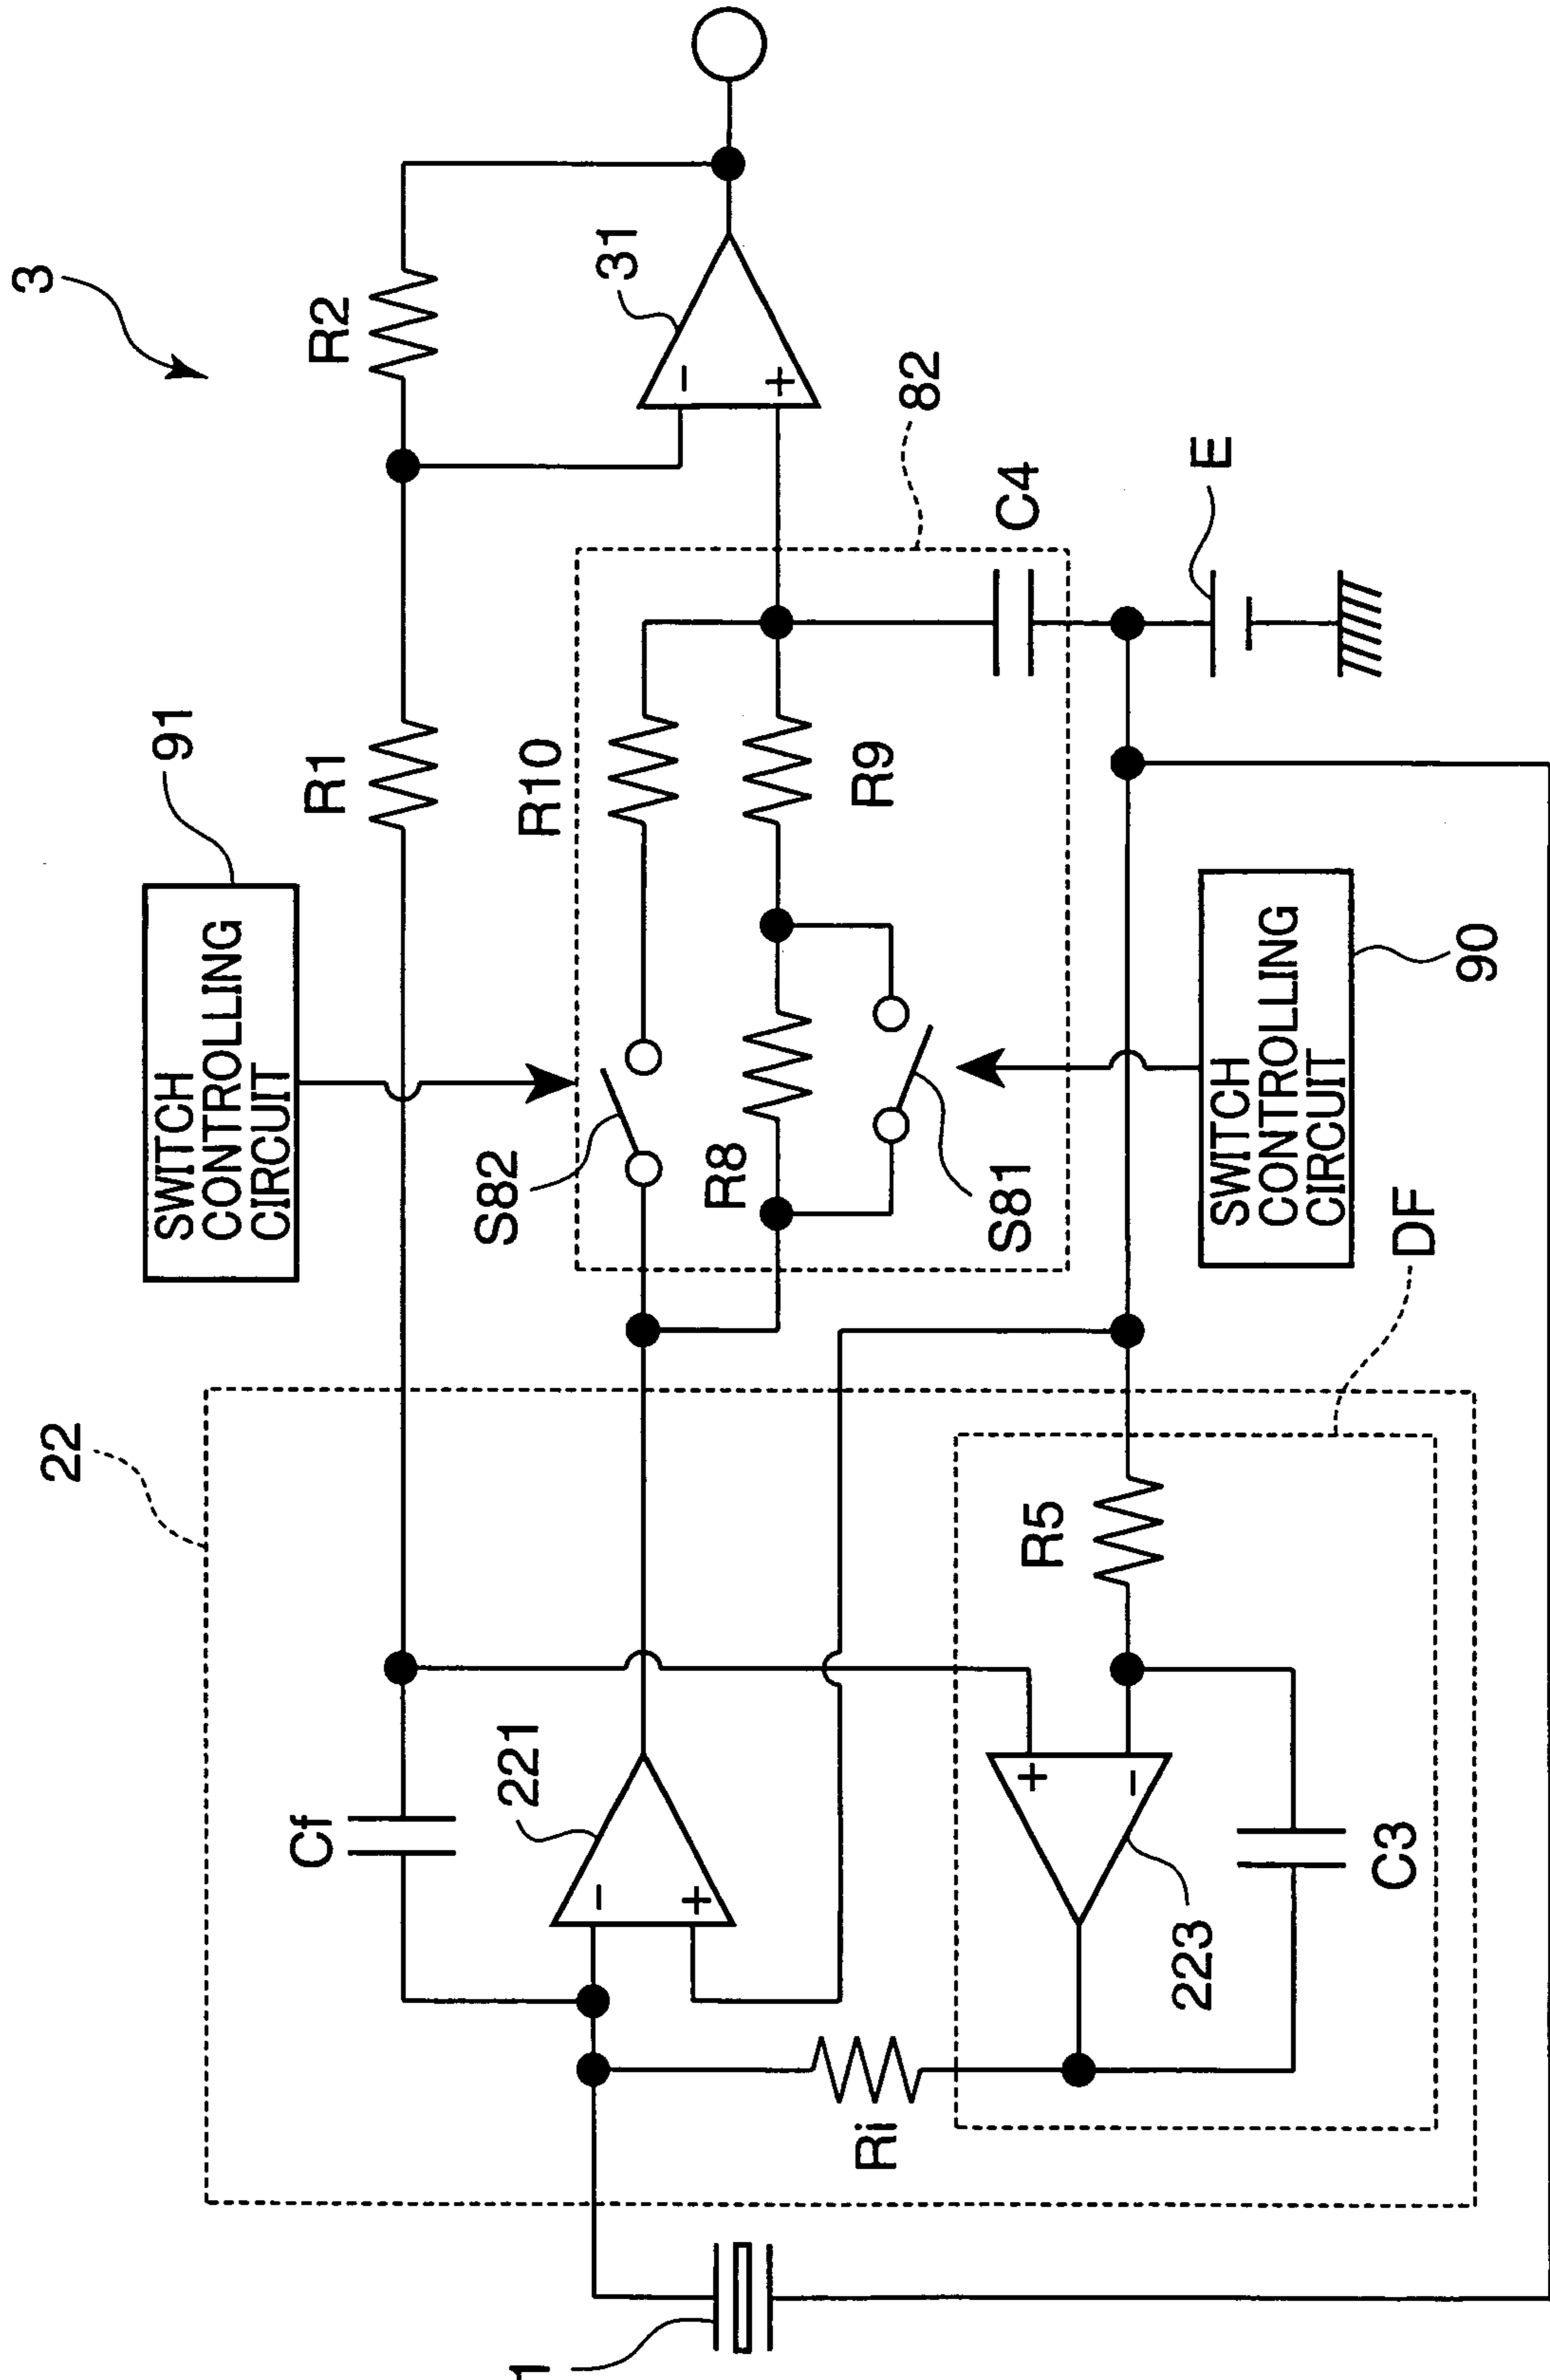 3
22
91
SWITCH
CONTROLLING
CIRCUIT
R1
R2
Cf
221
−
+
S82
R10
31
−
+
82
R8
R9
S81
C4
E
1
Ri
223
+
−
R5
C3
DF
SWITCH
CONTROLLING
CIRCUIT
90